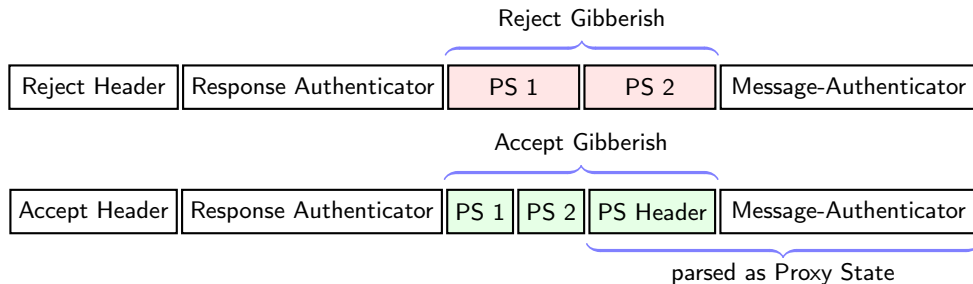 Reject Gibberish
Reject Header Response Authenticator PS 1 PS 2 Message-Authenticator
Accept Gibberish
Accept Header Response Authenticator PS 1 PS 2 PS Header Message-Authenticator
parsed as Proxy State